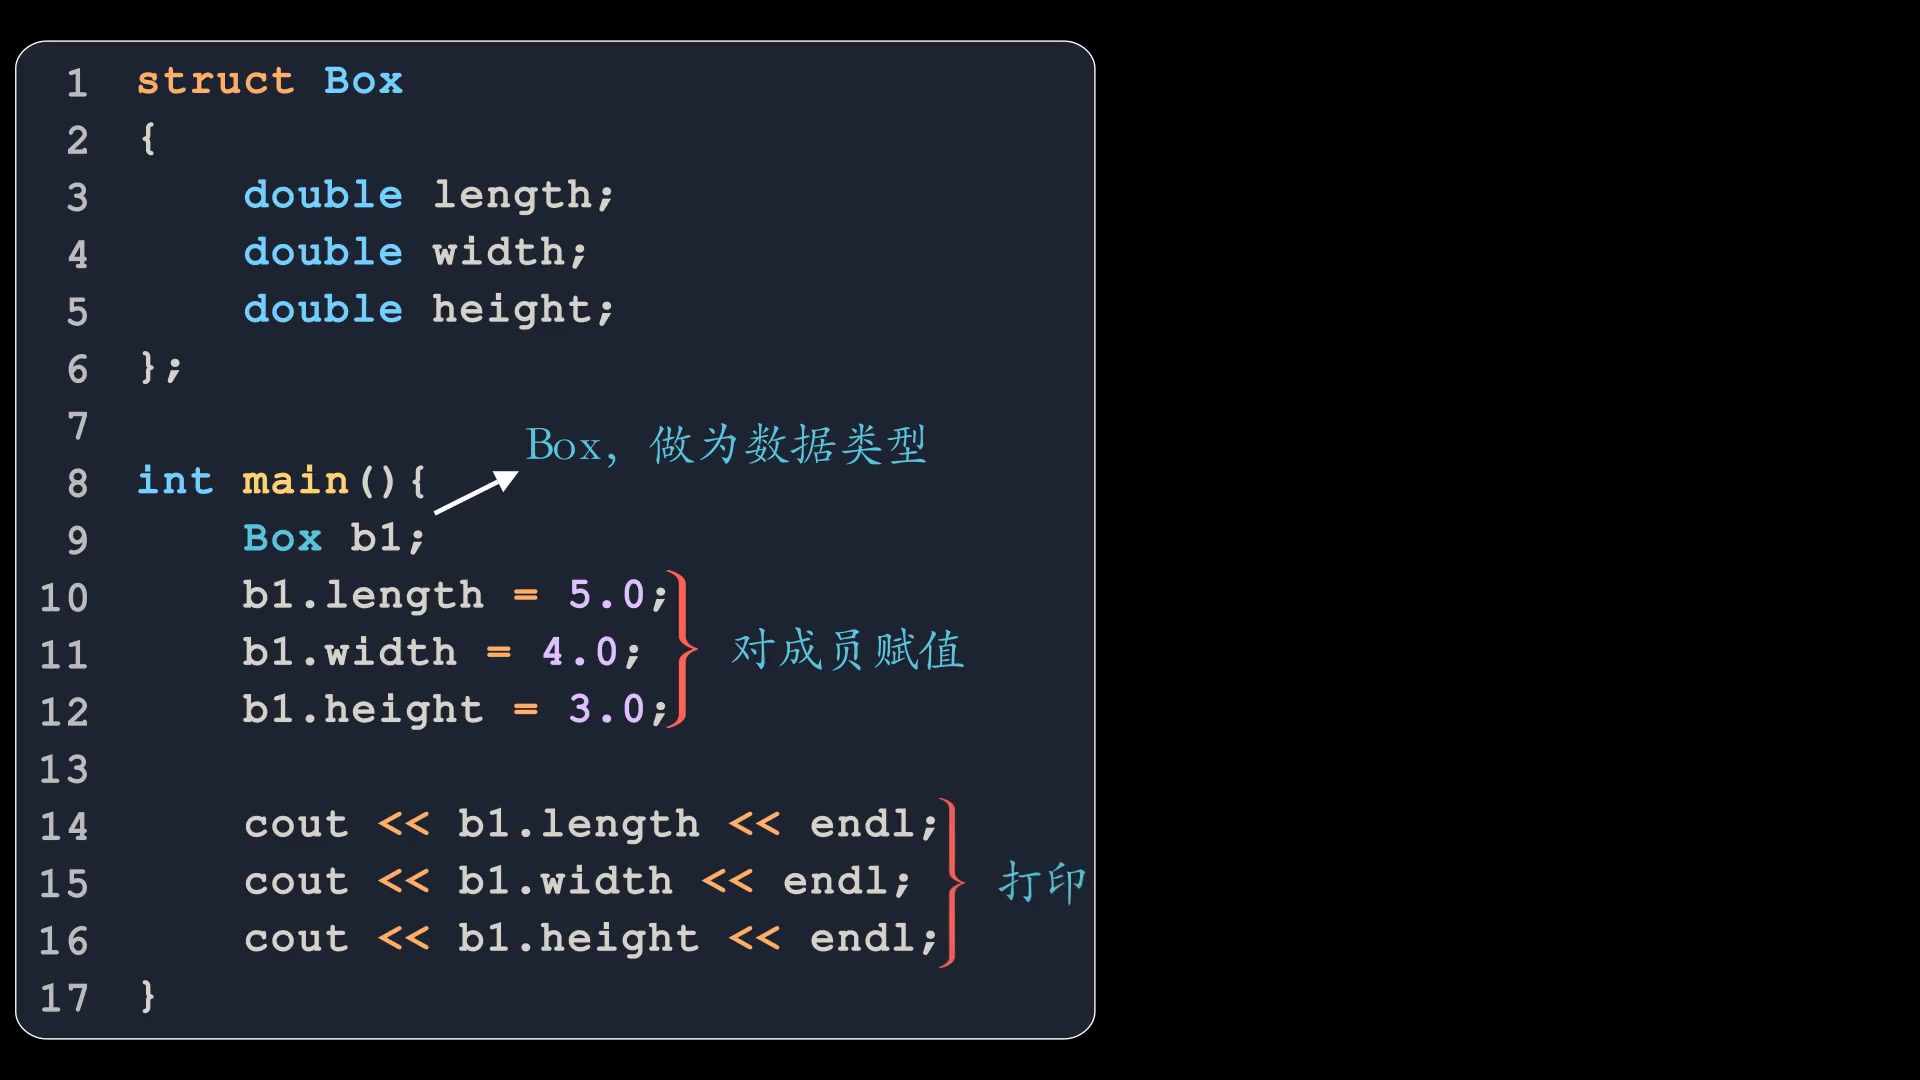 1 struct Box
2 {
3 double length;
4 double width;
5 double height;
6 };
7
Box, 做为数据类型
8 int main(){
9 Box b1;
10 b1.length = 5.0;
11 b1.width = 4.0;
对成员赋值
12 b1.height = 3.0;
13
14 cout << b1.length << endl;
15 cout << b1.width << endl;
打印
16 cout << b1.height << endl;
17 }